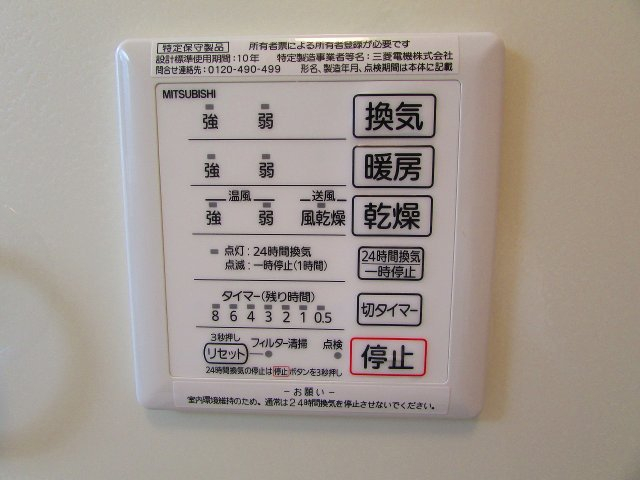 特定保守製品 所有者票による所有者登録が必要です
設計標準使用期間：10年 特定製造事業者等名：三菱電機株式会社
問合せ連絡先：0120-490-499 形名、製造年月、点検期間は本体に記載
MITSUBISHI
強 弱 換気
強 弱 暖房
温風 送風
強 弱 風乾燥 乾燥
点灯：24時間換気
点滅：一時停止(1時間)
24時間換気
一時停止
タイマー(残り時間)
8 6 4 3 2 1 0.5
切タイマー
3秒押し
リセット フィルター清掃 点検
停止
24時間換気の停止は停止ボタンを3秒押し
－お願い－
室内環境維持のため、通常は24時間換気を停止させないでください。